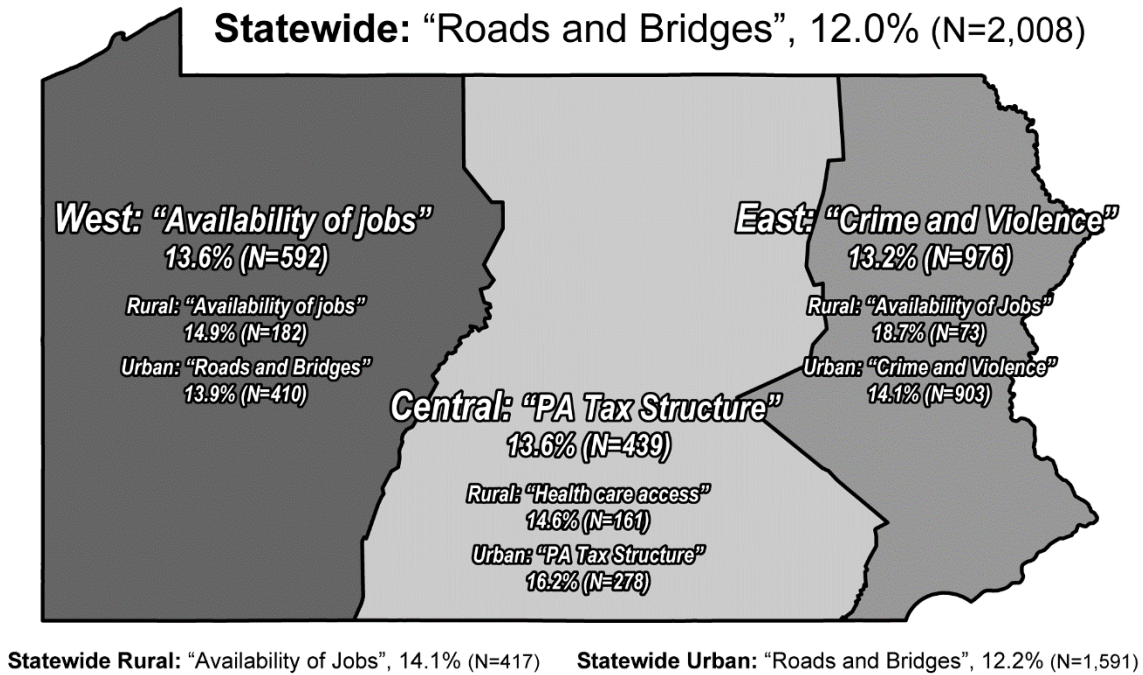 Statewide: “Roads and Bridges”, 12.0% (N=2,008)
West: “Availability of jobs”
13.6% (N=592)
Rural: “Availability of jobs”
14.9% (N=182)
Urban: “Roads and Bridges”
13.9% (N=410)
East: “Crime and Violence”
13.2% (N=976)
Rural: “Availability of Jobs”
18.7% (N=73)
Urban: “Crime and Violence”
14.1% (N=903)
Central: “PA Tax Structure”
13.6% (N=439)
Rural: “Health care access”
14.6% (N=161)
Urban: “PA Tax Structure”
16.2% (N=278)
Statewide Rural: “Availability of Jobs”, 14.1% (N=417)
Statewide Urban: “Roads and Bridges”, 12.2% (N=1,591)